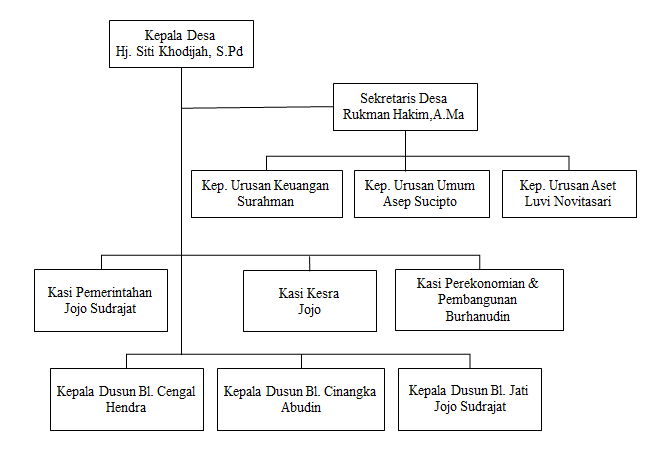 Kepala Desa
Hj. Siti Khodijah, S.Pd
Sekretaris Desa
Rukman Hakim,A.Ma
Kep. Urusan Keuangan
Surahman
Kep. Urusan Umum
Asep Sucipto
Kep. Urusan Aset
Luvi Novitasari
Kasi Pemerintahan
Jojo Sudrajat
Kasi Kesra
Jojo
Kasi Perekonomian &
Pembangunan
Burhanudin
Kepala Dusun Bl. Cengal
Hendra
Kepala Dusun Bl. Cinangka
Abudin
Kepala Dusun Bl. Jati
Jojo Sudrajat